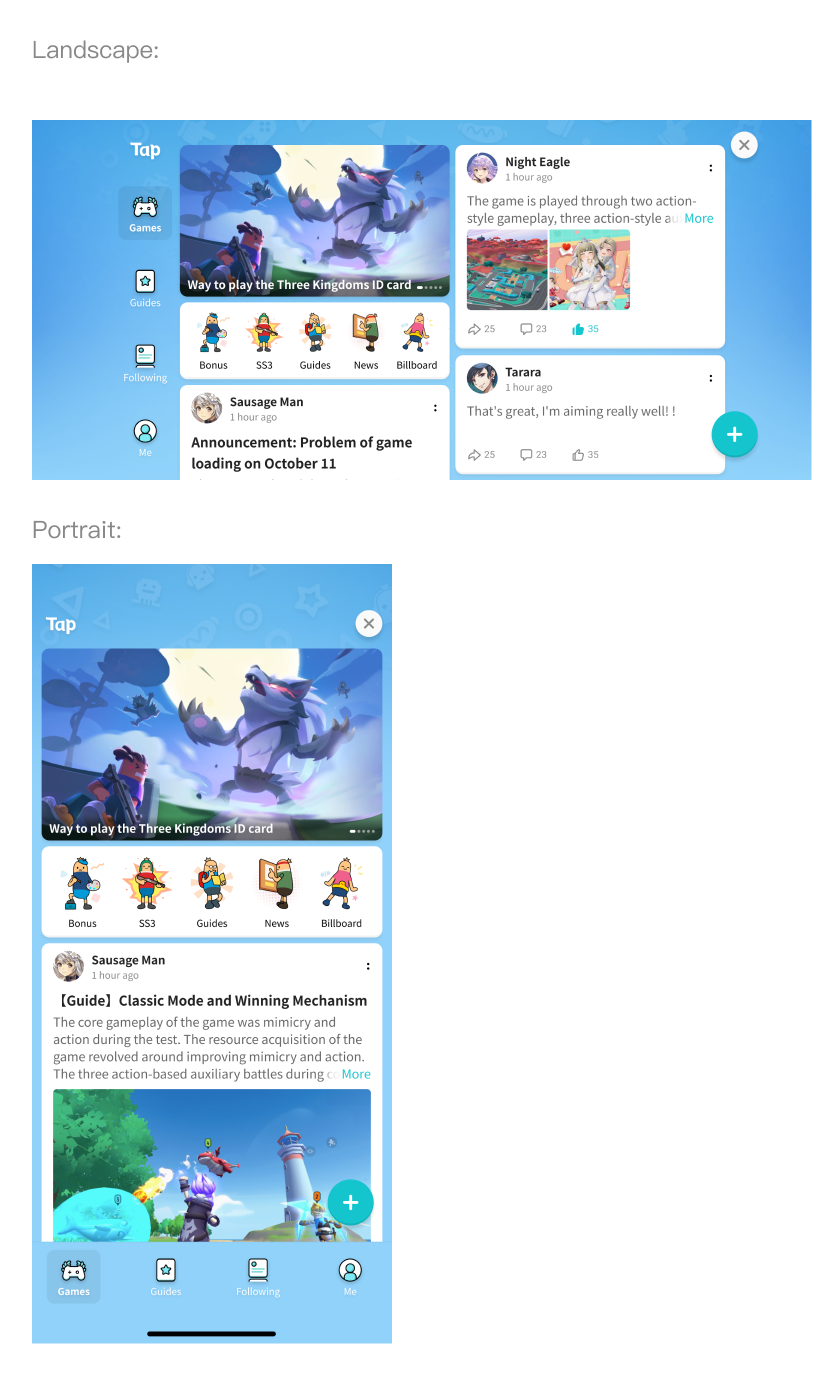 Landscape:
Tap
Games
Guides
Following
Me
Way to play the Three Kingdoms ID card
Bonus
SS3
Guides
News
Billboard
Sausage Man
1 hour ago
Announcement: Problem of game
loading on October 11
Night Eagle
1 hour ago
The game is played through two action-
style gameplay, three action-style au More
25
23
35
Tarara
1 hour ago
That's great, I'm aiming really well! !
25
23
35
Portrait:
Tap
Way to play the Three Kingdoms ID card
Bonus
SS3
Guides
News
Billboard
Sausage Man
1 hour ago
【Guide】Classic Mode and Winning Mechanism
The core gameplay of the game was mimicry and
action during the test. The resource acquisition of the
game revolved around improving mimicry and action.
The three action-based auxiliary battles during More
Games
Guides
Following
Me